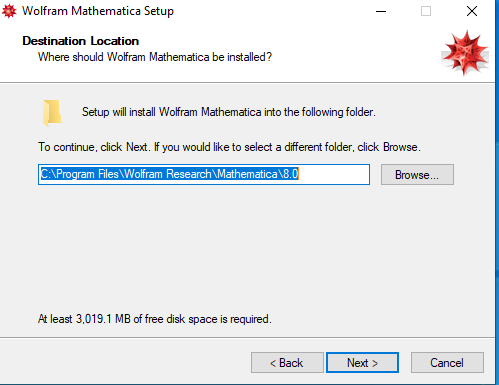 Wolfram Mathematica Setup
Destination Location
Where should Wolfram Mathematica be installed?
Setup will install Wolfram Mathematica into the following folder.
To continue, click Next. If you would like to select a different folder, click Browse.
C:\Program Files\Wolfram Research\Mathematica\8.0
Browse...
At least 3,019.1 MB of free disk space is required.
< Back
Next >
Cancel